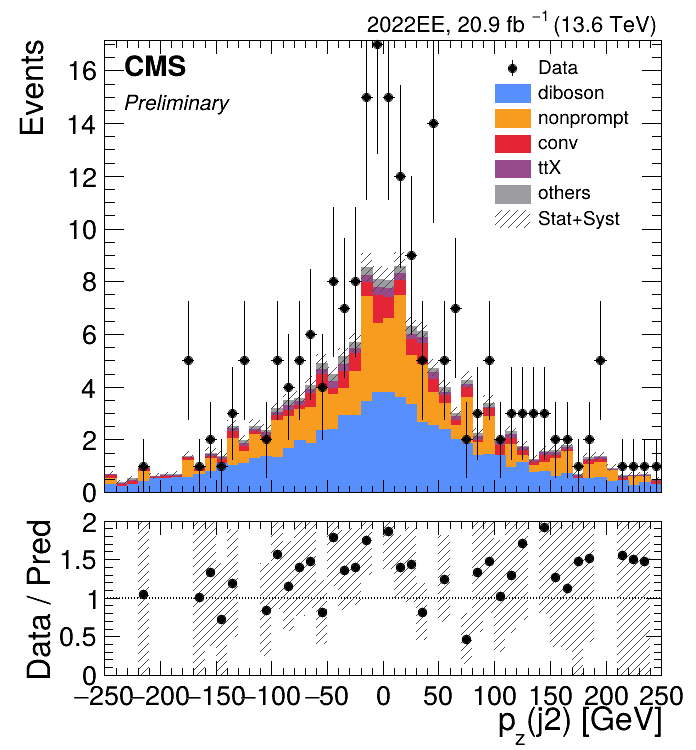 2022EE, 20.9 fb⁻¹ (13.6 TeV)
Events
CMS
Preliminary
Data
diboson
nonprompt
conv
ttX
others
Stat+Syst
16
14
12
10
8
6
4
2
0
Data / Pred
2
1.5
1
0.5
0
−250 −200 −150 −100 −50 0 50 100 150 200 250
p_z(j2) [GeV]